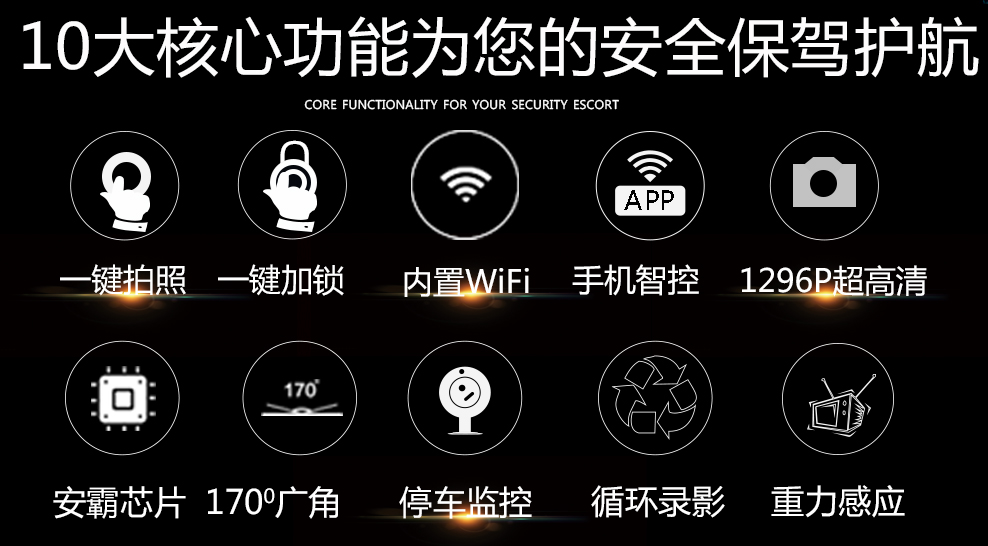 10大核心功能为您的安全保驾护航
CORE FUNCTIONALITY FOR YOUR SECURITY ESCORT
APP
一键拍照 一键加锁 内置WiFi 手机智控 1296P超高清
170°
安霸芯片 170⁰广角 停车监控 循环录影 重力感应